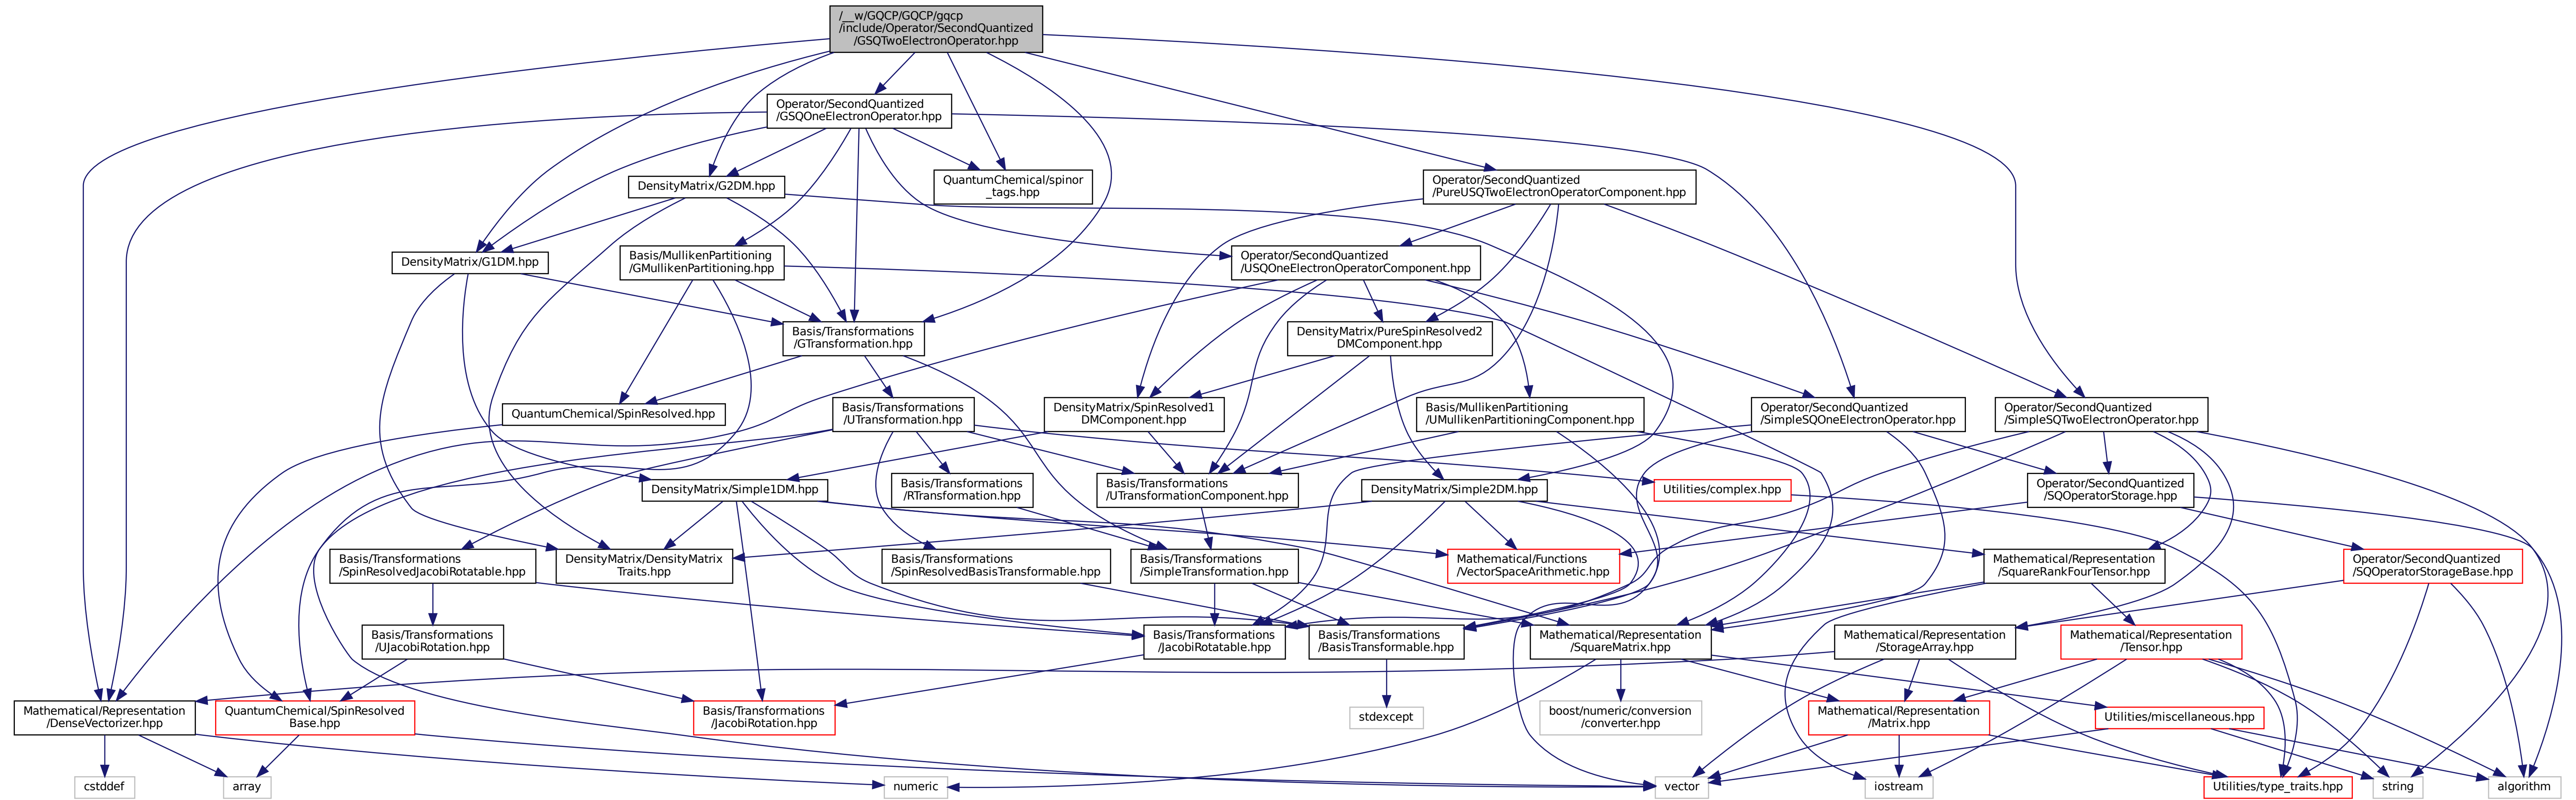 /__w/GQCP/GQCP/gqcp
/include/Operator/SecondQuantized
/GSQTwoElectronOperator.hpp
Operator/SecondQuantized
/GSQOneElectronOperator.hpp
DensityMatrix/G2DM.hpp
QuantumChemical/spinor
_tags.hpp
Operator/SecondQuantized
/PureUSQTwoElectronOperatorComponent.hpp
DensityMatrix/G1DM.hpp
Basis/MullikenPartitioning
/GMullikenPartitioning.hpp
Operator/SecondQuantized
/USQOneElectronOperatorComponent.hpp
Basis/Transformations
/GTransformation.hpp
DensityMatrix/PureSpinResolved2
DMComponent.hpp
QuantumChemical/SpinResolved.hpp
Basis/Transformations
/UTransformation.hpp
DensityMatrix/SpinResolved1
DMComponent.hpp
Basis/MullikenPartitioning
/UMullikenPartitioningComponent.hpp
Operator/SecondQuantized
/SimpleSQOneElectronOperator.hpp
Operator/SecondQuantized
/SimpleSQTwoElectronOperator.hpp
DensityMatrix/Simple1DM.hpp
Basis/Transformations
/RTransformation.hpp
Basis/Transformations
/UTransformationComponent.hpp
DensityMatrix/Simple2DM.hpp
Utilities/complex.hpp
Operator/SecondQuantized
/SQOperatorStorage.hpp
Basis/Transformations
/SpinResolvedJacobiRotatable.hpp
DensityMatrix/DensityMatrix
Traits.hpp
Basis/Transformations
/SpinResolvedBasisTransformable.hpp
Basis/Transformations
/SimpleTransformation.hpp
Mathematical/Functions
/VectorSpaceArithmetic.hpp
Mathematical/Representation
/SquareRankFourTensor.hpp
Operator/SecondQuantized
/SQOperatorStorageBase.hpp
Basis/Transformations
/UJacobiRotation.hpp
Basis/Transformations
/JacobiRotatable.hpp
Basis/Transformations
/BasisTransformable.hpp
Mathematical/Representation
/SquareMatrix.hpp
Mathematical/Representation
/StorageArray.hpp
Mathematical/Representation
/Tensor.hpp
Mathematical/Representation
/DenseVectorizer.hpp
QuantumChemical/SpinResolved
Base.hpp
Basis/Transformations
/JacobiRotation.hpp
stdexcept
boost/numeric/conversion
/converter.hpp
Mathematical/Representation
/Matrix.hpp
Utilities/miscellaneous.hpp
cstddef
array
numeric
vector
iostream
Utilities/type_traits.hpp
string
algorithm